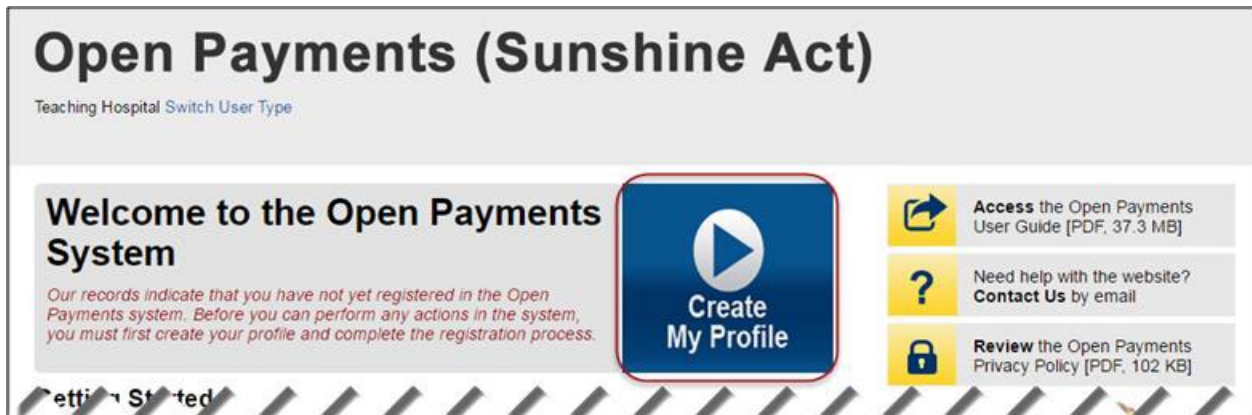 Open Payments (Sunshine Act)
Teaching Hospital Switch User Type
Welcome to the Open Payments
System
Our records indicate that you have not yet registered in the Open
Payments system. Before you can perform any actions in the system,
you must first create your profile and complete the registration process.
Create
My Profile
Access the Open Payments
User Guide [PDF, 37.3 MB]
Need help with the website?
Contact Us by email
Review the Open Payments
Privacy Policy [PDF, 102 KB]
Getting Started